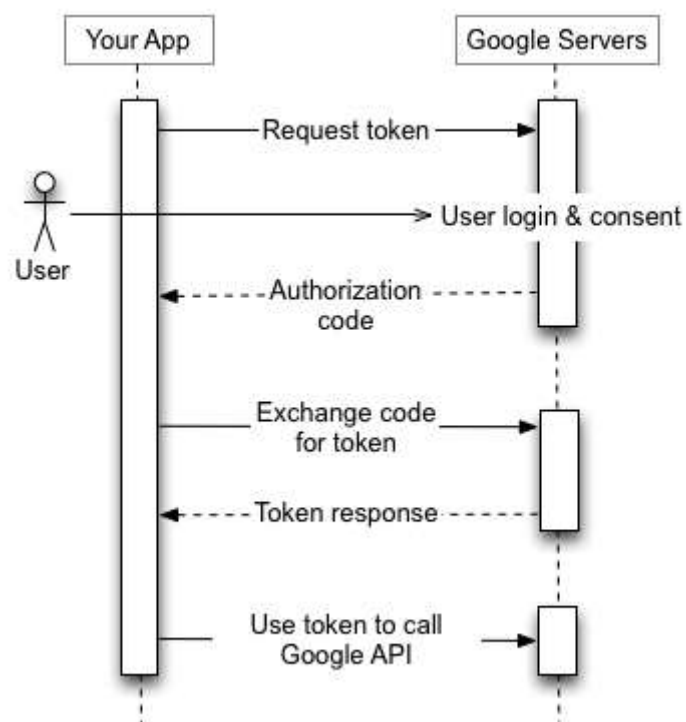 Your App
Google Servers
Request token
User login & consent
User
Authorization
code
Exchange code
for token
Token response
Use token to call
Google API